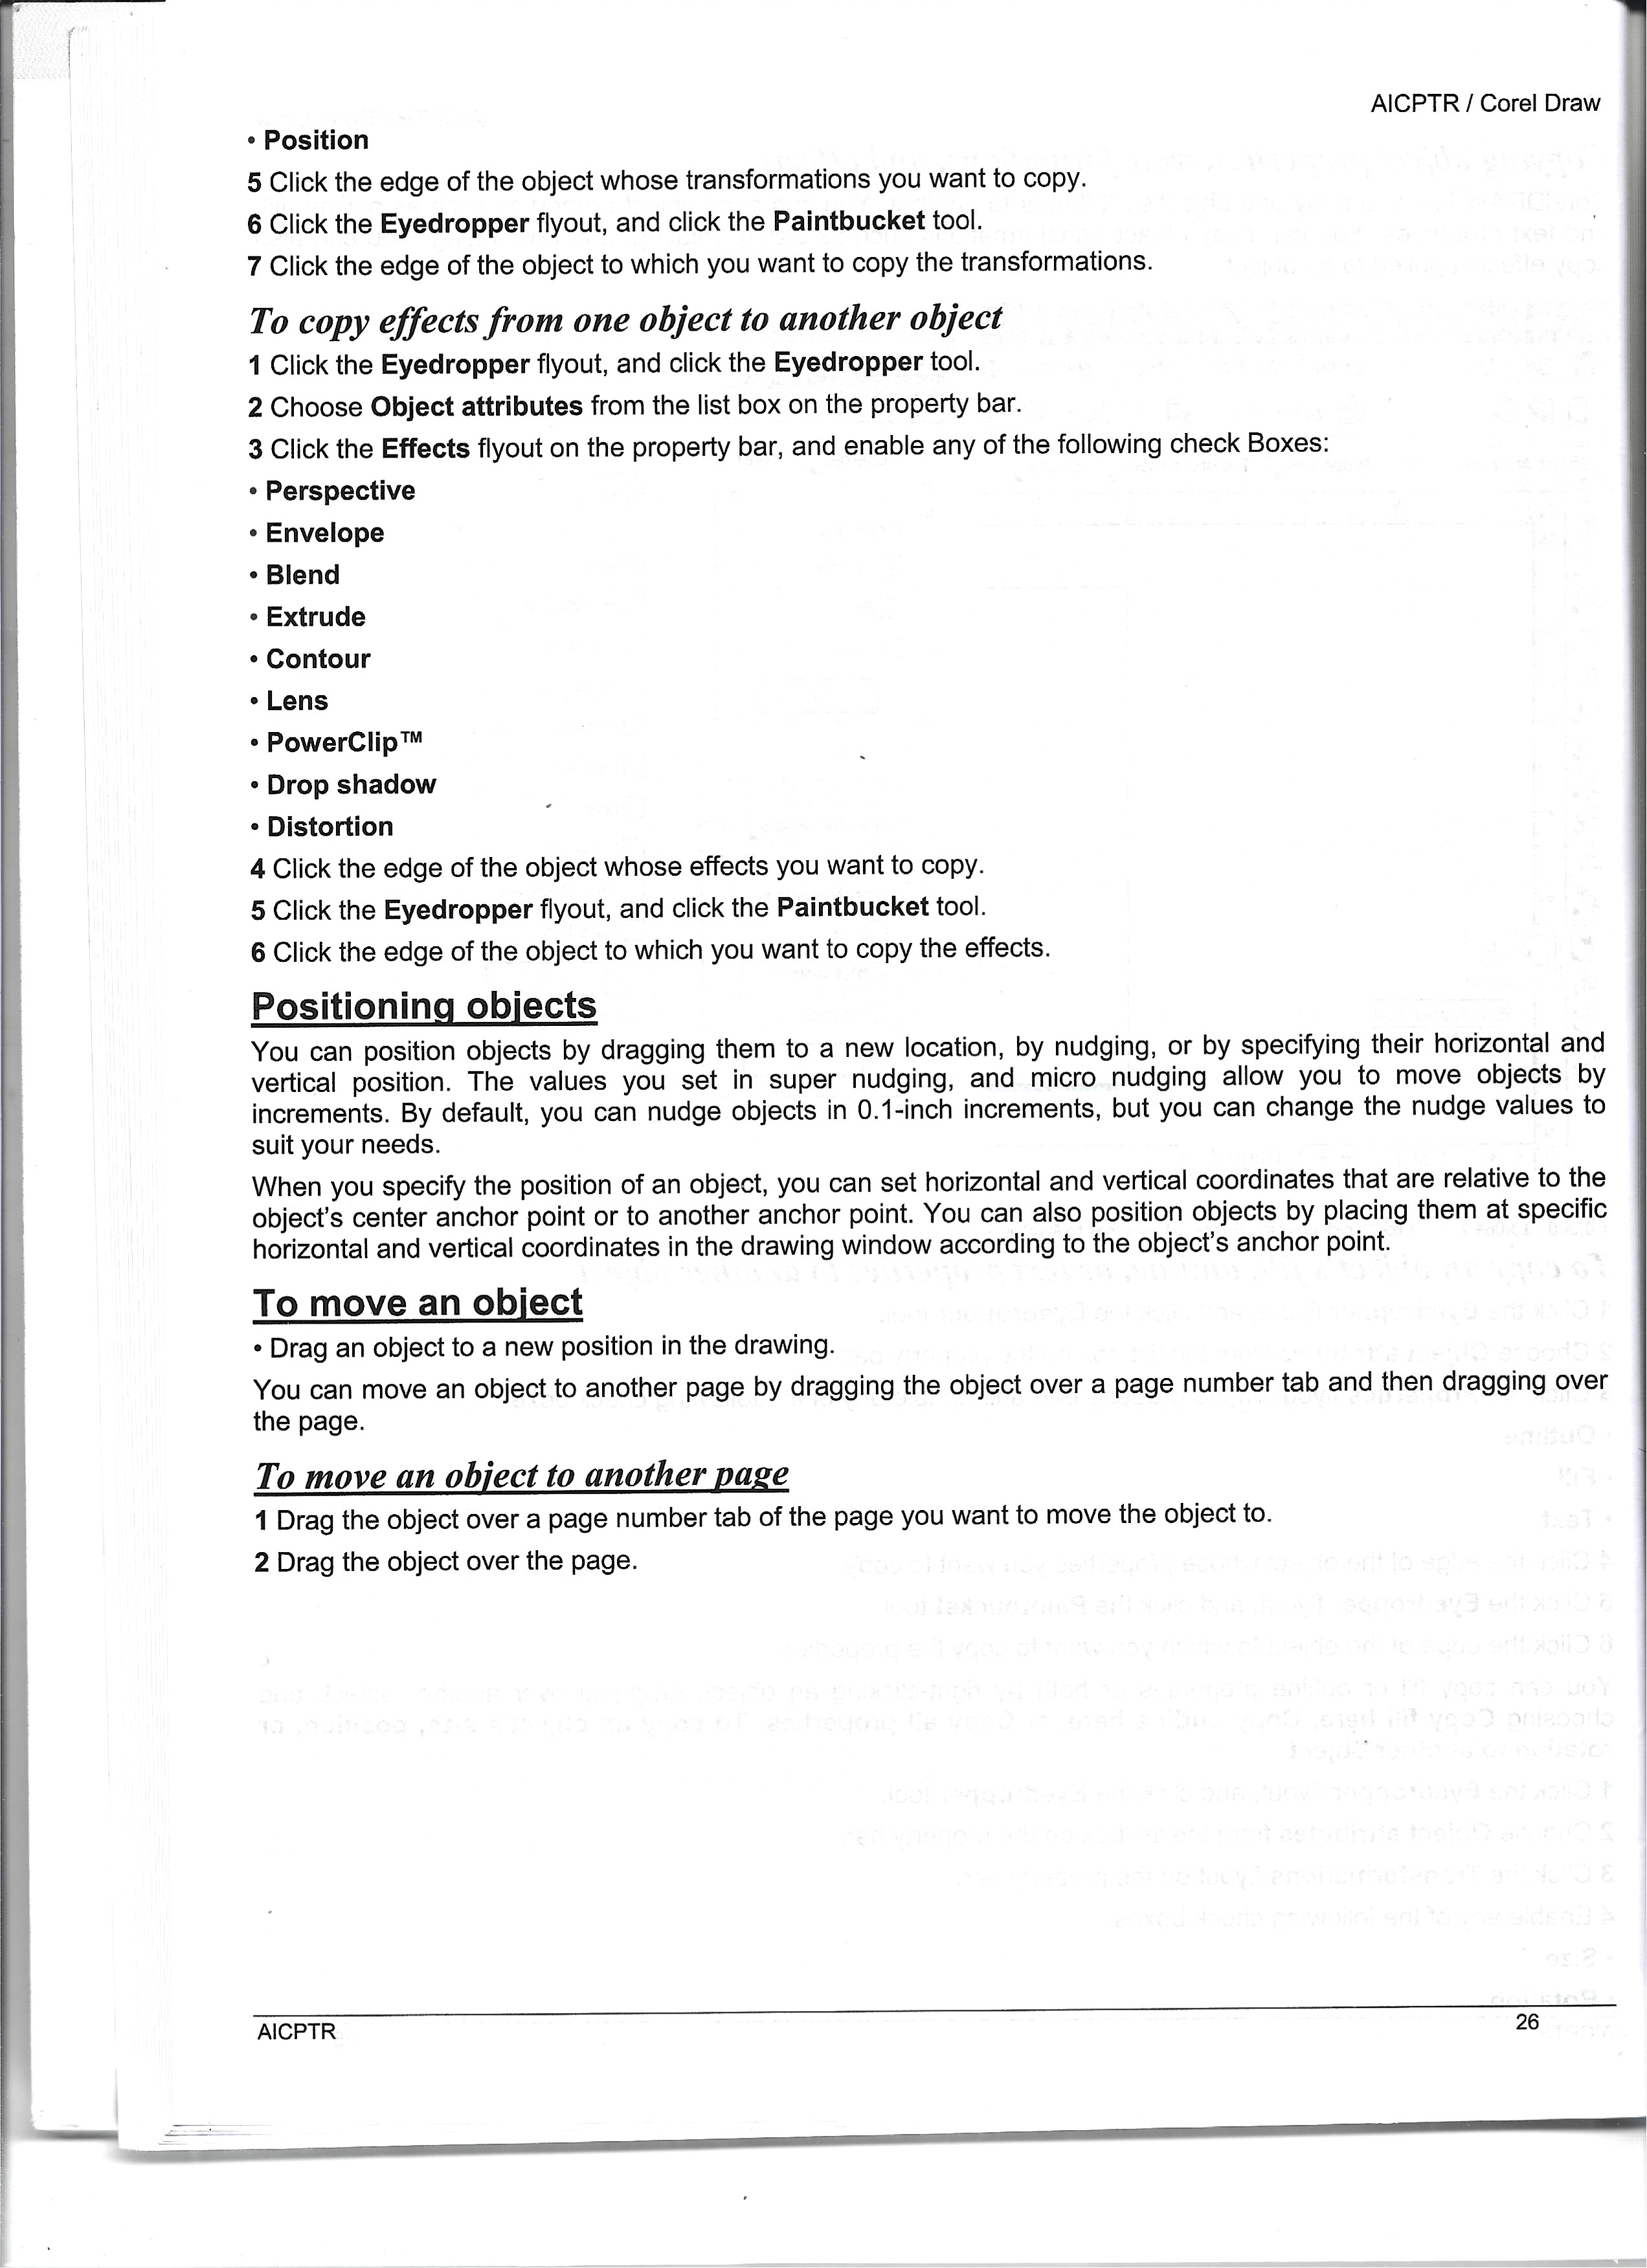 AICPTR / Corel Draw
• Position
5 Click the edge of the object whose transformations you want to copy.
6 Click the Eyedropper flyout, and click the Paintbucket tool.
7 Click the edge of the object to which you want to copy the transformations.
To copy effects from one object to another object
1 Click the Eyedropper flyout, and click the Eyedropper tool.
2 Choose Object attributes from the list box on the property bar.
3 Click the Effects flyout on the property bar, and enable any of the following check Boxes:
• Perspective
• Envelope
• Blend
• Extrude
• Contour
• Lens
• PowerClip™
• Drop shadow
• Distortion
4 Click the edge of the object whose effects you want to copy.
5 Click the Eyedropper flyout, and click the Paintbucket tool.
6 Click the edge of the object to which you want to copy the effects.
Positioning objects
You can position objects by dragging them to a new location, by nudging, or by specifying their horizontal and
vertical position. The values you set in super nudging, and micro nudging allow you to move objects by
increments. By default, you can nudge objects in 0.1-inch increments, but you can change the nudge values to
suit your needs.
When you specify the position of an object, you can set horizontal and vertical coordinates that are relative to the
object's center anchor point or to another anchor point. You can also position objects by placing them at specific
horizontal and vertical coordinates in the drawing window according to the object's anchor point.
To move an object
• Drag an object to a new position in the drawing.
You can move an object to another page by dragging the object over a page number tab and then dragging over
the page.
To move an object to another page
1 Drag the object over a page number tab of the page you want to move the object to.
2 Drag the object over the page.
AICPTR
26